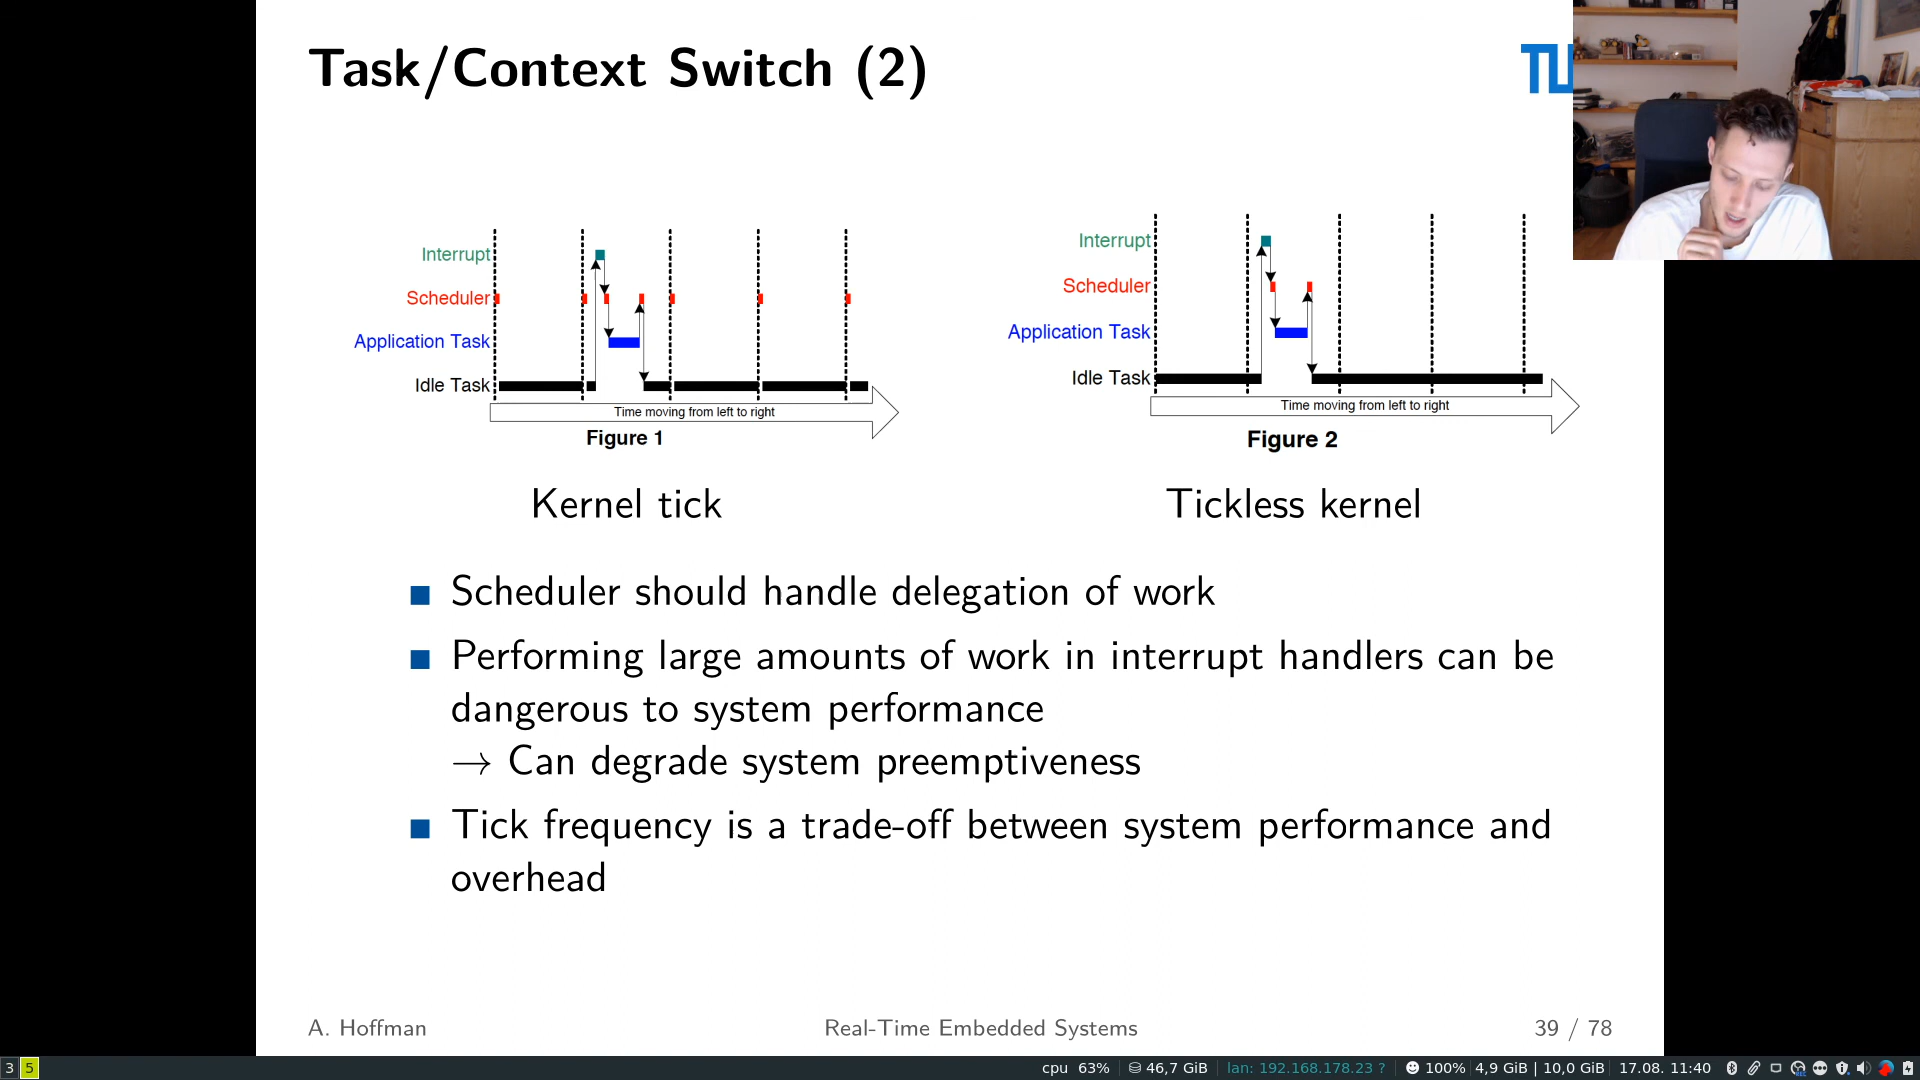 Task/Context Switch (2)
TU
Interrupt
Scheduler
Application Task
Idle Task
Time moving from left to right
Figure 1
Kernel tick
Interrupt
Scheduler
Application Task
Idle Task
Time moving from left to right
Figure 2
Tickless kernel
Scheduler should handle delegation of work
Performing large amounts of work in interrupt handlers can be
dangerous to system performance
→ Can degrade system preemptiveness
Tick frequency is a trade-off between system performance and
overhead
A. Hoffman Real-Time Embedded Systems 39 / 78
3 5 cpu 63% 46,7 GiB lan: 192.168.178.23 ? 100% 4,9 GiB | 10,0 GiB 17.08. 11:40